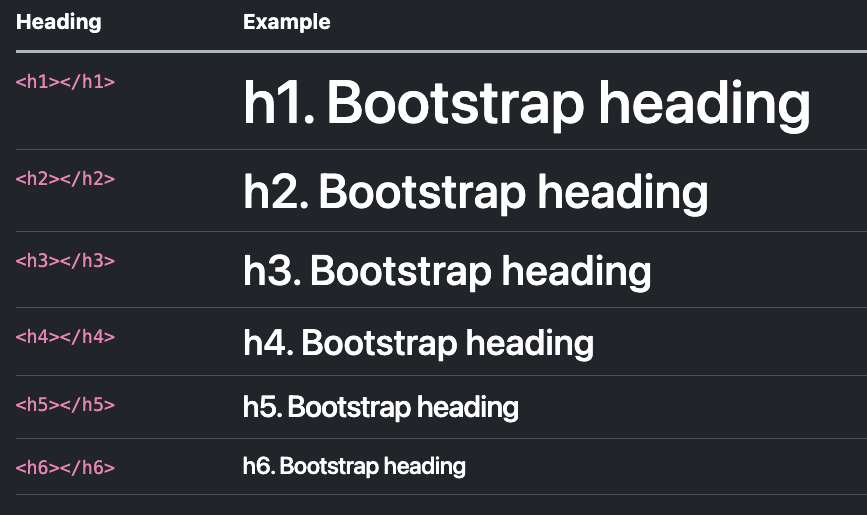 Heading Example
<h1></h1> h1. Bootstrap heading
<h2></h2> h2. Bootstrap heading
<h3></h3> h3. Bootstrap heading
<h4></h4> h4. Bootstrap heading
<h5></h5> h5. Bootstrap heading
<h6></h6> h6. Bootstrap heading